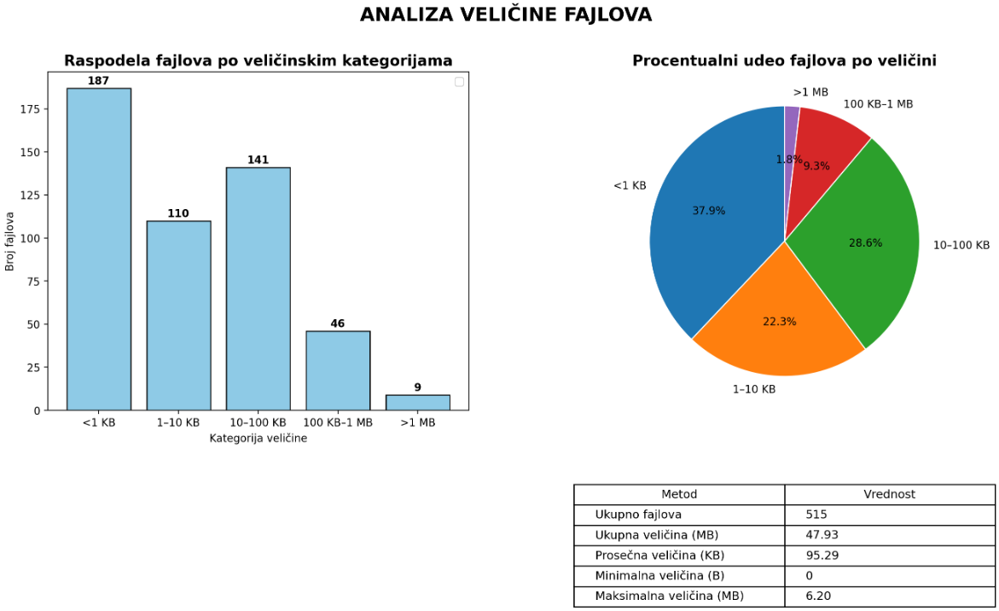 ANALIZA VELIČINE FAJLOVA
Raspodela fajlova po veličinskim kategorijama
187
110
141
46
9
175
150
125
100
75
50
25
0
Broj fajlova
<1 KB
1–10 KB
10–100 KB
100 KB–1 MB
>1 MB
Kategorija veličine
Procentualni udeo fajlova po veličini
>1 MB
100 KB–1 MB
1.8%
9.3%
<1 KB
37.9%
28.6%
10–100 KB
22.3%
1–10 KB
Metod Vrednost
Ukupno fajlova 515
Ukupna veličina (MB) 47.93
Prosečna veličina (KB) 95.29
Minimalna veličina (B) 0
Maksimalna veličina (MB) 6.20